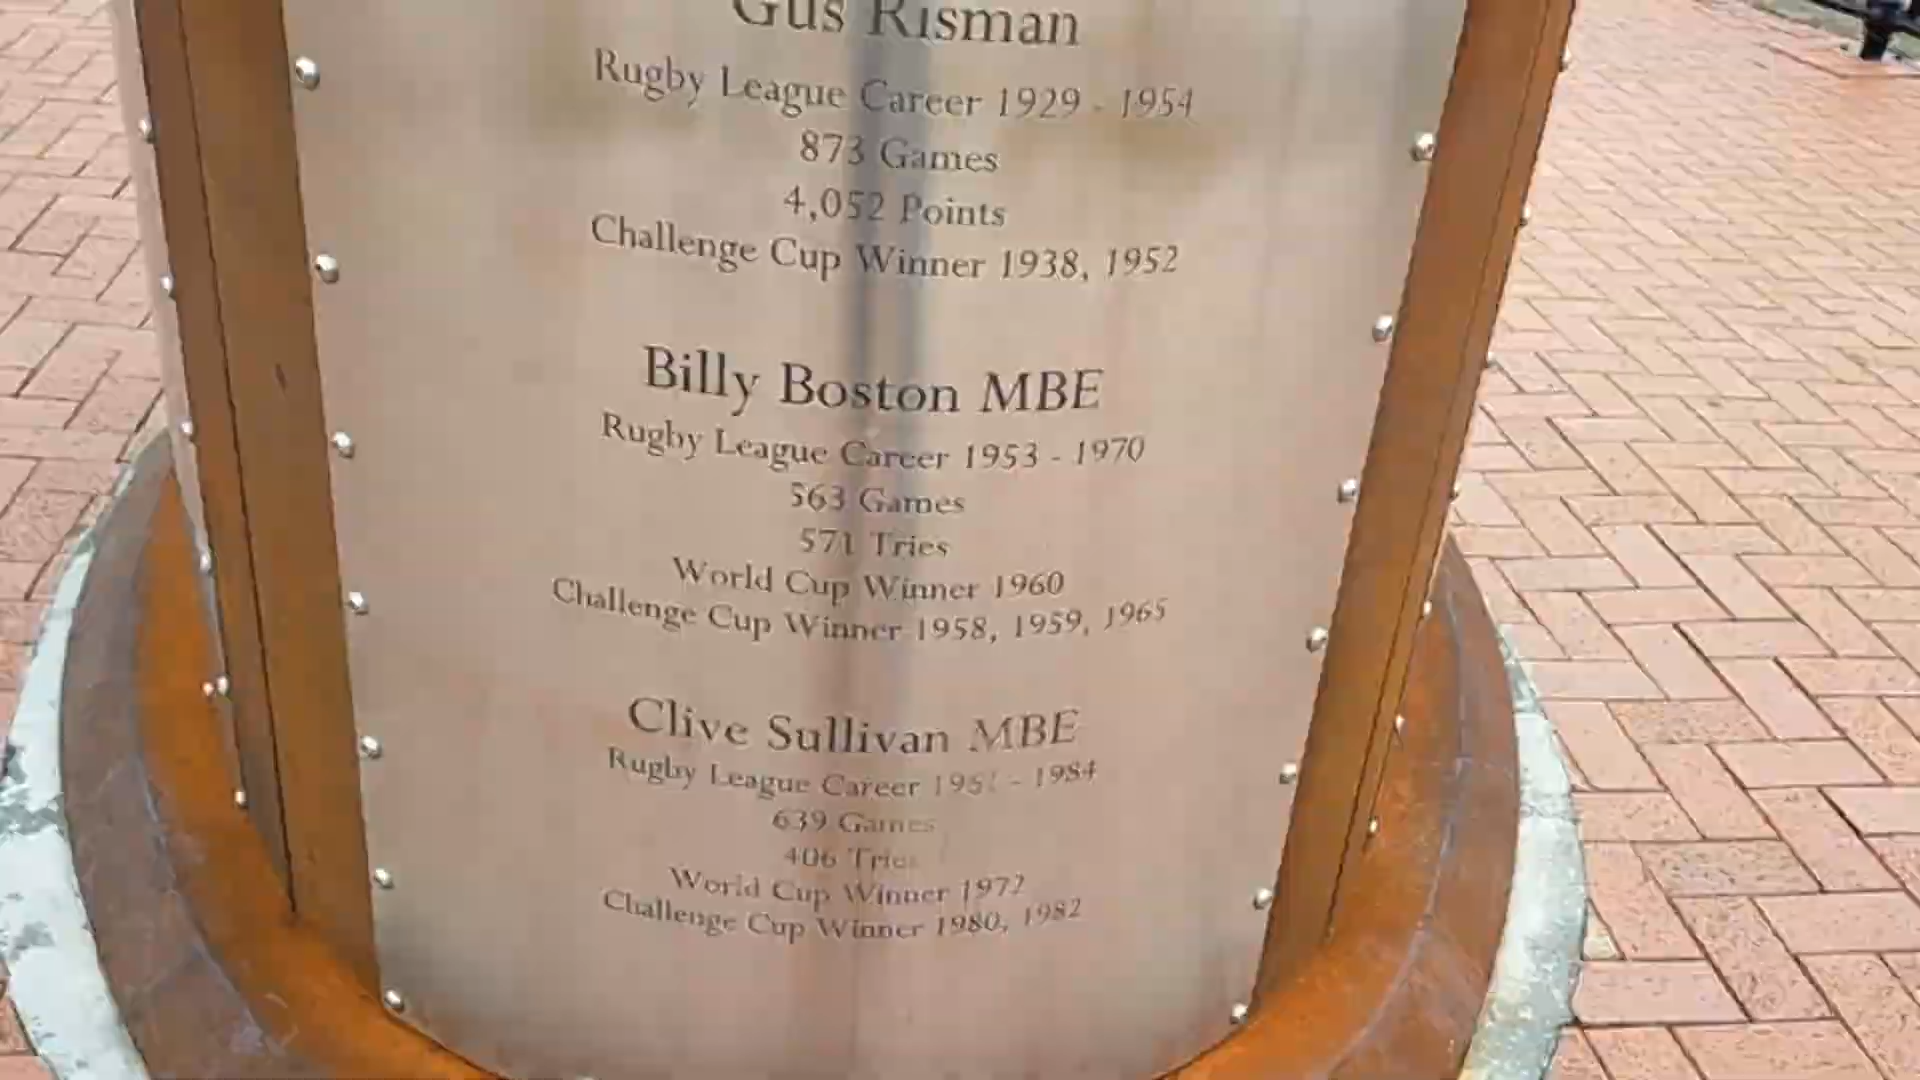 Gus Risman
Rugby League Career 1929 - 1954
873 Games
4,052 Points
Challenge Cup Winner 1938, 1952
Billy Boston MBE
Rugby League Career 1953 - 1970
563 Games
571 Tries
World Cup Winner 1960
Challenge Cup Winner 1958, 1959, 1965
Clive Sullivan MBE
Rugby League Career - 1984
639 Games
406 Tries
World Cup Winner 1972
Challenge Cup Winner 1980, 1982